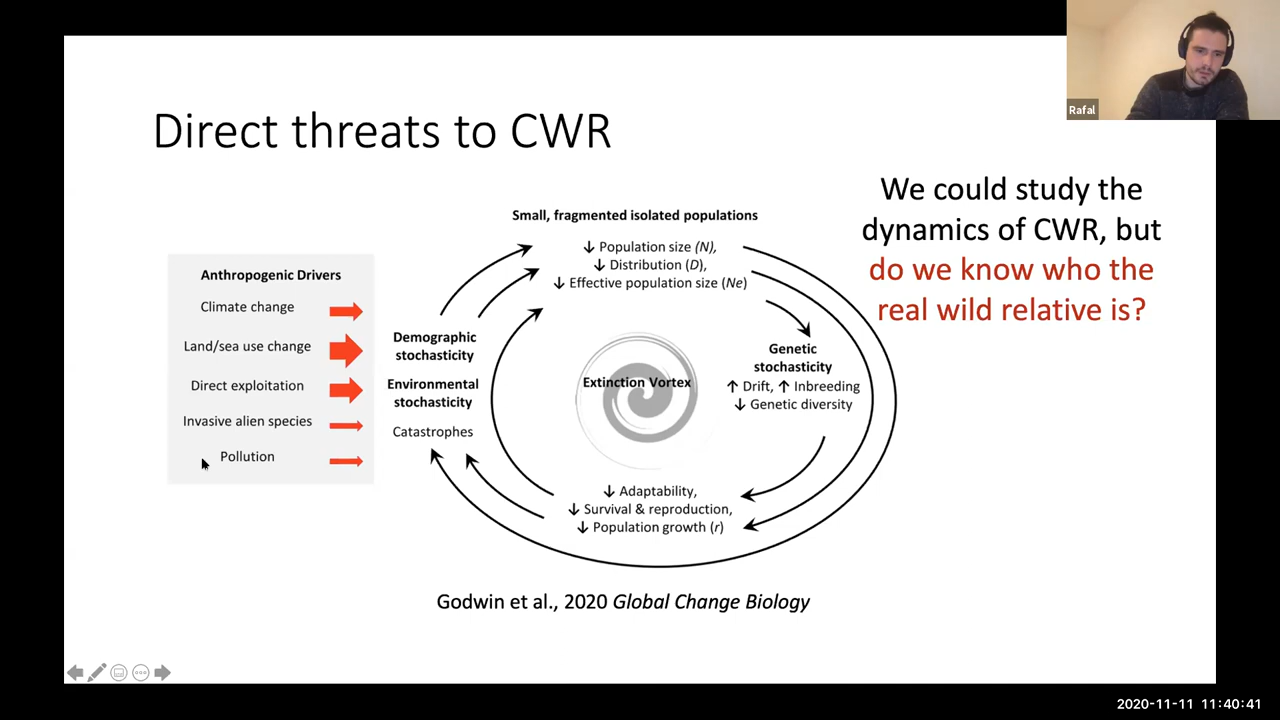 Rafal
Direct threats to CWR
We could study the
dynamics of CWR, but
do we know who the
real wild relative is?
Anthropogenic Drivers
Climate change
Land/sea use change
Direct exploitation
Invasive alien species
Pollution
Small, fragmented isolated populations
↓ Population size (N),
↓ Distribution (D),
↓ Effective population size (Ne)
Demographic
stochasticity
Environmental
stochasticity
Catastrophes
Extinction Vortex
Genetic
stochasticity
↑ Drift, ↑ Inbreeding
↓ Genetic diversity
↓ Adaptability,
↓ Survival & reproduction,
↓ Population growth (r)
Godwin et al., 2020 Global Change Biology
2020-11-11 11:40:41